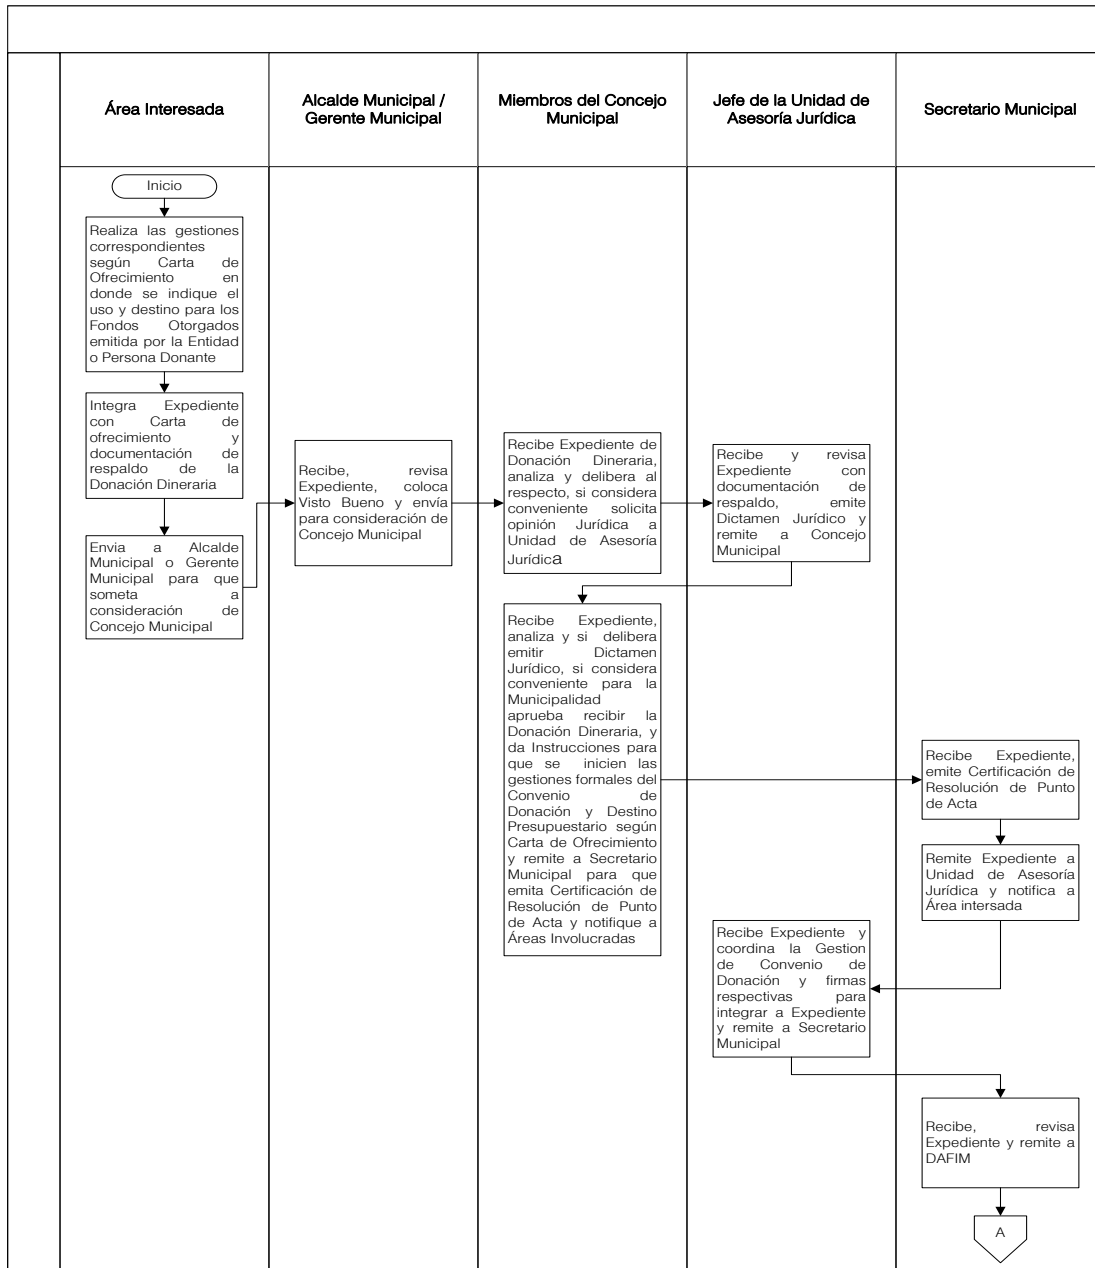 Área Interesada
Alcalde Municipal /
Gerente Municipal
Miembros del Concejo
Municipal
Jefe de la Unidad de
Asesoría Jurídica
Secretario Municipal
Inicio
Realiza las gestiones
correspondientes
según Carta de
Ofrecimiento en
donde se indique el
uso y destino para los
Fondos Otorgados
emitida por la Entidad
o Persona Donante
Integra Expediente
con Carta de
ofrecimiento y
documentación de
respaldo de la
Donación Dineraria
Envia a Alcalde
Municipal o Gerente
Municipal para que
someta a
consideración de
Concejo Municipal
Recibe, revisa
Expediente, coloca
Visto Bueno y envía
para consideración de
Concejo Municipal
Recibe Expediente de
Donación Dineraria,
analiza y delibera al
respecto, si considera
conveniente solicita
opinión Jurídica a
Unidad de Asesoría
Jurídica
Recibe y revisa
Expediente con
documentación de
respaldo, emite
Dictamen Jurídico y
remite a Concejo
Municipal
Recibe Expediente,
analiza y si delibera
emitir Dictamen
Jurídico, si considera
conveniente para la
Municipalidad
aprueba recibir la
Donación Dineraria, y
da Instrucciones para
que se inicien las
gestiones formales del
Convenio de
Donación y Destino
Presupuestario según
Carta de Ofrecimiento
y remite a Secretario
Municipal para que
emita Certificación de
Resolución de Punto
de Acta y notifique a
Áreas Involucradas
Recibe Expediente,
emite Certificación de
Resolución de Punto
de Acta
Remite Expediente a
Unidad de Asesoría
Jurídica y notifica a
Área intersada
Recibe Expediente y
coordina la Gestion
de Convenio de
Donación y firmas
respectivas para
integrar a Expediente
y remite a Secretario
Municipal
Recibe, revisa
Expediente y remite a
DAFIM
A